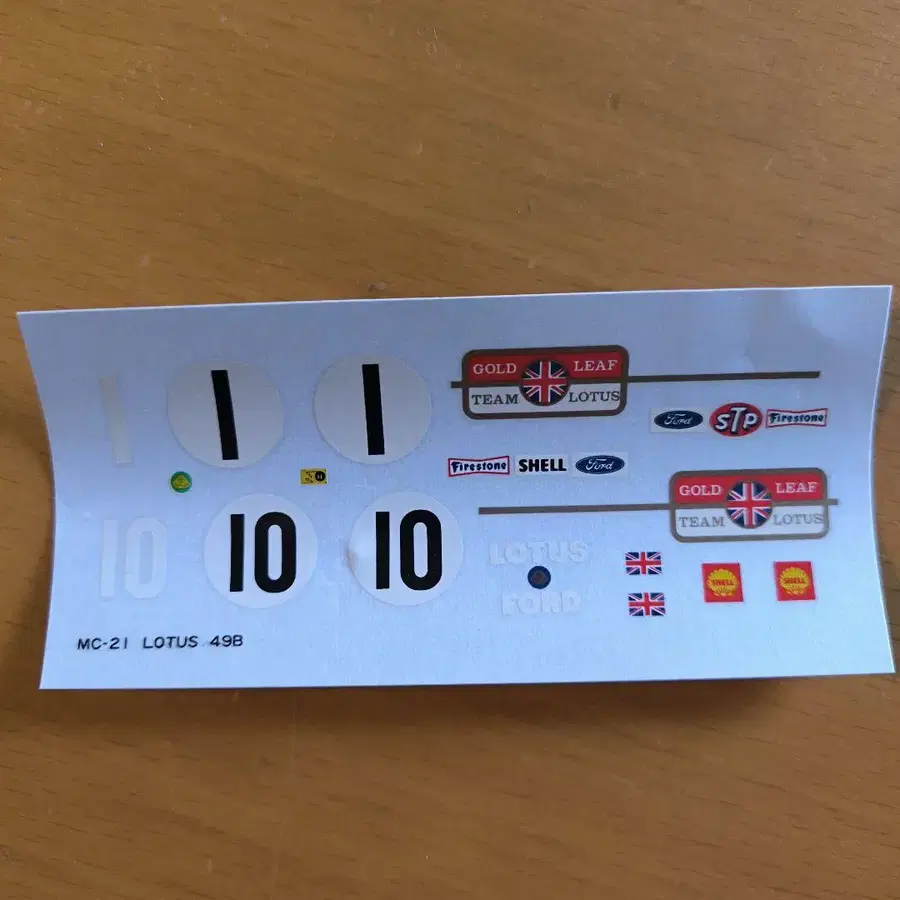 1 1 1
GOLD LEAF
TEAM LOTUS
Ford STP Firestone
Firestone SHELL Ford
GOLD LEAF
TEAM LOTUS
10 10 10
LOTUS
FORD
SHELL SHELL
MC-21 LOTUS 49B